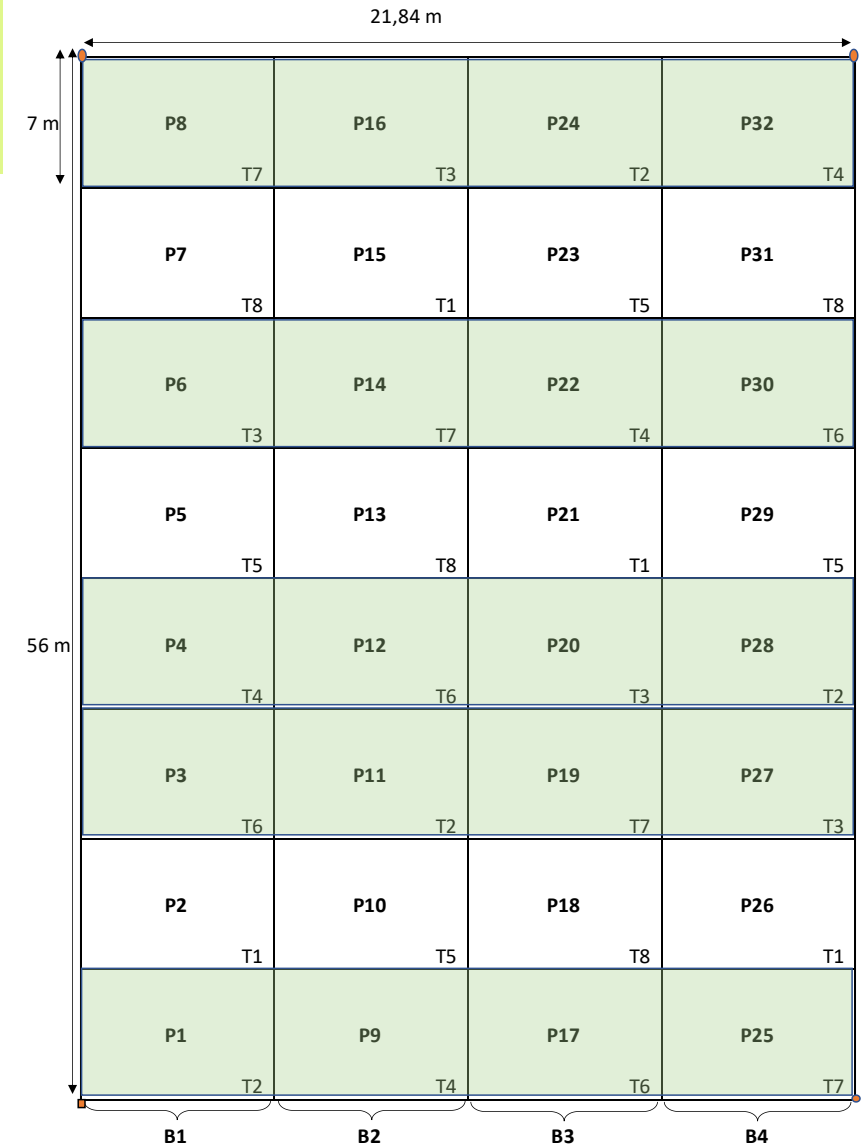 21,84 m
7 m
P8 P16 P24 P32
T7 T3 T2 T4
P7 P15 P23 P31
T8 T1 T5 T8
P6 P14 P22 P30
T3 T7 T4 T6
P5 P13 P21 P29
T5 T8 T1 T5
56 m
P4 P12 P20 P28
T4 T6 T3 T2
P3 P11 P19 P27
T6 T2 T7 T3
P2 P10 P18 P26
T1 T5 T8 T1
P1 P9 P17 P25
T2 T4 T6 T7
B1 B2 B3 B4